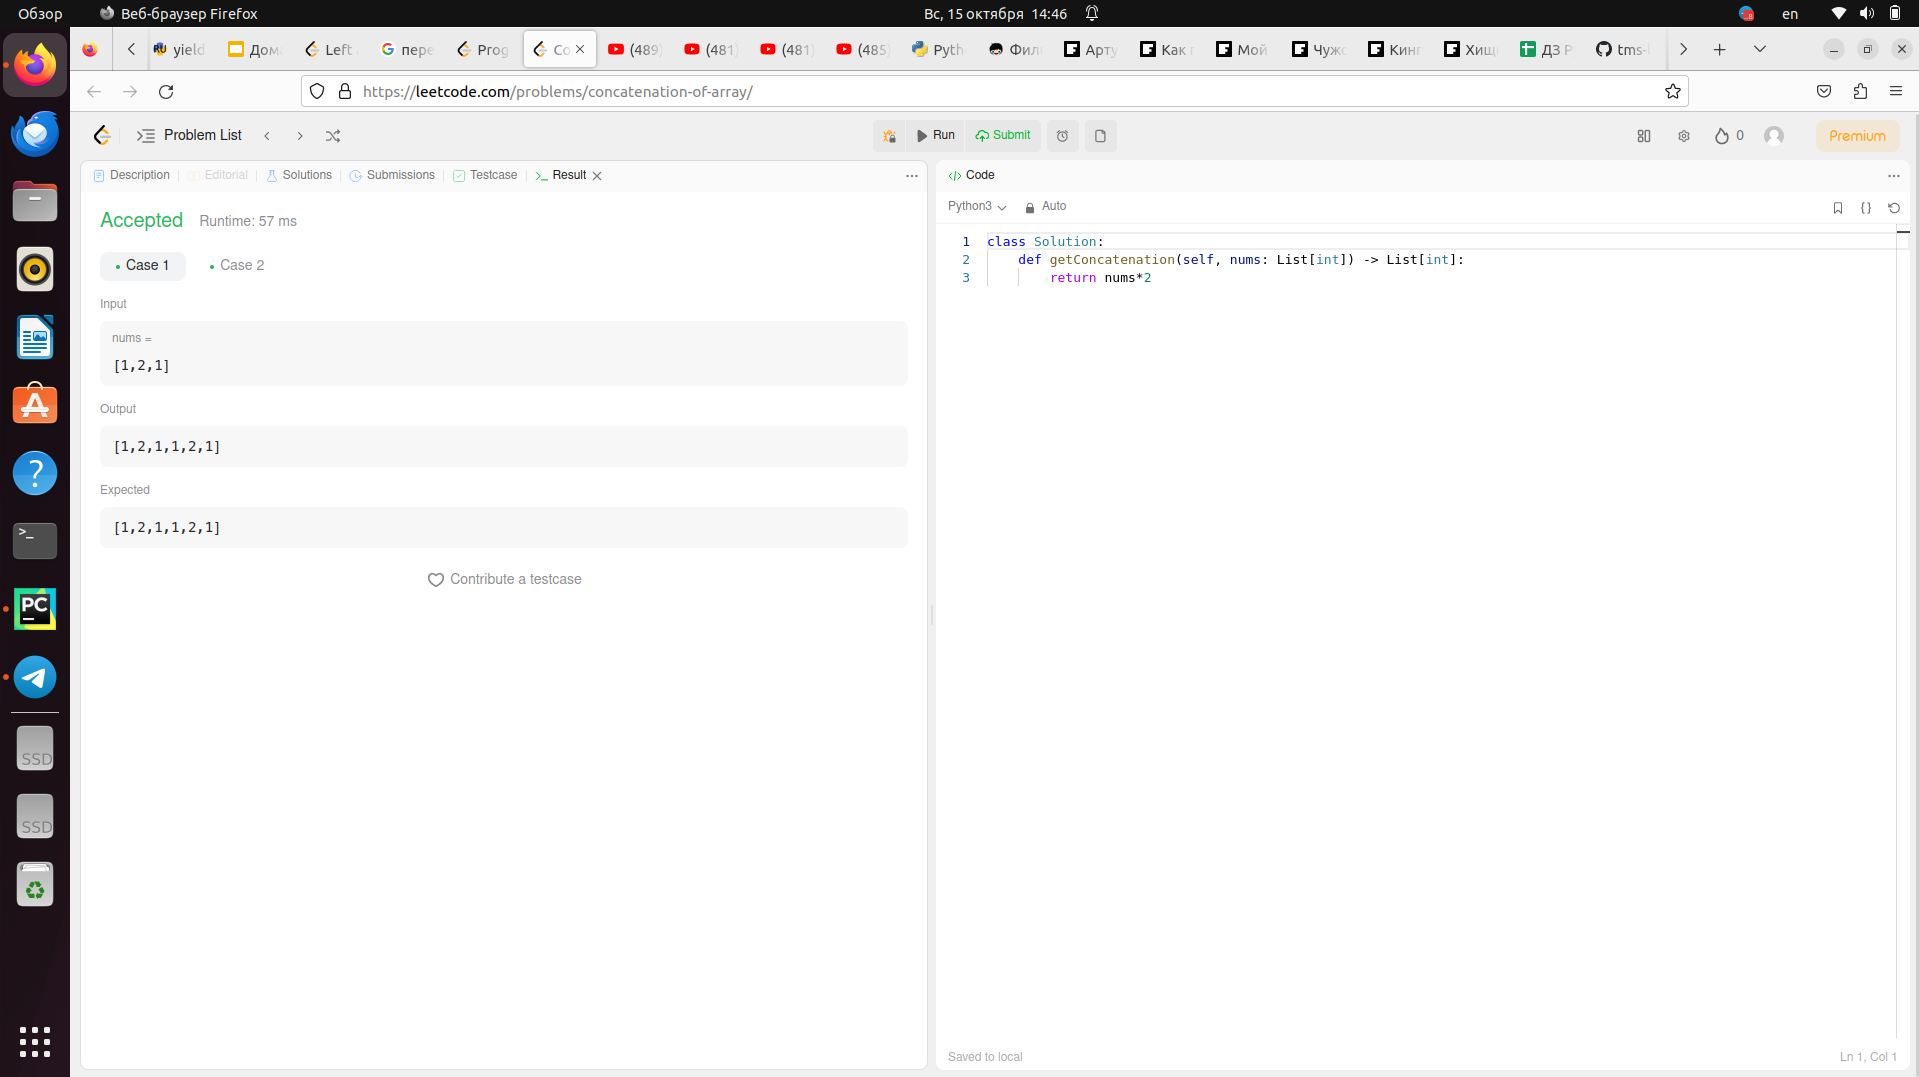 Обзор
Веб-браузер Firefox
Вс, 15 октября 14:46
en
yield
Дом
Left
пере
Prog
Co
(489)
(481)
(481)
(485)
Pyth
Фил
Арту
Как
Мой
Чужо
Кинг
Хищ
ДЗ P
tms-
https://leetcode.com/problems/concatenation-of-array/
Problem List
Run
Submit
0
Premium
Description
Editorial
Solutions
Submissions
Testcase
Result
Accepted
Runtime: 57 ms
Case 1
Case 2
Input
nums =
[1,2,1]
Output
[1,2,1,1,2,1]
Expected
[1,2,1,1,2,1]
Contribute a testcase
</> Code
Python3
Auto
1 class Solution:
2 def getConcatenation(self, nums: List[int]) -> List[int]:
3 return nums*2
Saved to local
Ln 1, Col 1
PC
SSD
SSD